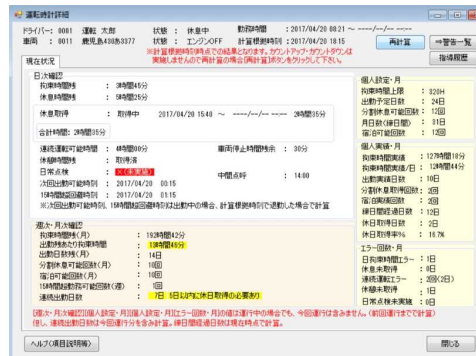 運転時計詳細
ドライバー: 0001 運転 太郎 状態 : 休息中 勤務時間 :2017/04/20 08:21 ～ ----/--/-- --:--
車両 : 0011 鹿児島430あ3377 状態 : エンジンOFF 計算根拠時刻 :2017/04/20 18:15
再計算
⇒警告一覧
※計算根拠時刻時点での結果となります。カウントアップ・カウントダウンは
実施しませんので再計算の場合[再計算]ボタンをクリックして下さい。
指導履歴
現在状況
日次確認
拘束時間残 : 3時間45分
休息時間残 : 5時間25分
休息取得 : 取得中 2017/04/20 15:40 ～ ----/--/-- --:-- 2時間35分
合計時間: 2時間35分
連続運転可能時間 : 4時間00分 車両停止時間残余 : 30分
休憩時間残 : 取得済
日常点検 : ×(未実施) 中間点呼 : 14:00
次回出勤可能時刻 : 2017/04/20 00:15
15時間超回避時刻 : 2017/04/20 01:15
※次回出勤可能時刻、15時間超回避時刻は出勤中の場合、計算根拠時刻で退勤した場合で計算
週次・月次確認
拘束時間残(月) : 192時間42分
出勤残あたり拘束時間 : 13時間46分
出勤日数残(月) : 14日
分割休息可能回数(月) : 10回
宿泊可能回数(月) : 10回
15時間超勤務可能回数(週) : 1回
連続出勤日数 : 7日 5日以内に休日取得の必要あり
個人設定・月
拘束時間上限 : 320H
出勤予定日数 : 24日
分割休息可能回数 : 12回
月日数(締日間) : 31日
宿泊可能回数 : 12回
個人実績・月
拘束時間実績 : 127時間18分
拘束時間実績/日 : 12時間44分
出勤実績日数 : 10日
分割休息取得回数 : 2回
宿泊実績回数 : 2回
締日間経過日数 : 12日
休日取得日数 : 2日
休日取得率% : 16.7%
エラー回数・月
日拘束時間エラー : 1日
休息未取得 : 0日
連続運転エラー : 2回(2日)
休憩未取得 : 1日
日常点検未実施 : 0日
[週次・月次確認][個人設定・月][個人実績・月][エラー回数・月]の値は運行中の場合でも、今回運行は含みません。(前回運行までで計算)
但し、連続出勤日数は今回運行分を含み計算。締日間経過日数は現在時点で計算。
ヘルプ(項目説明等)
閉じる